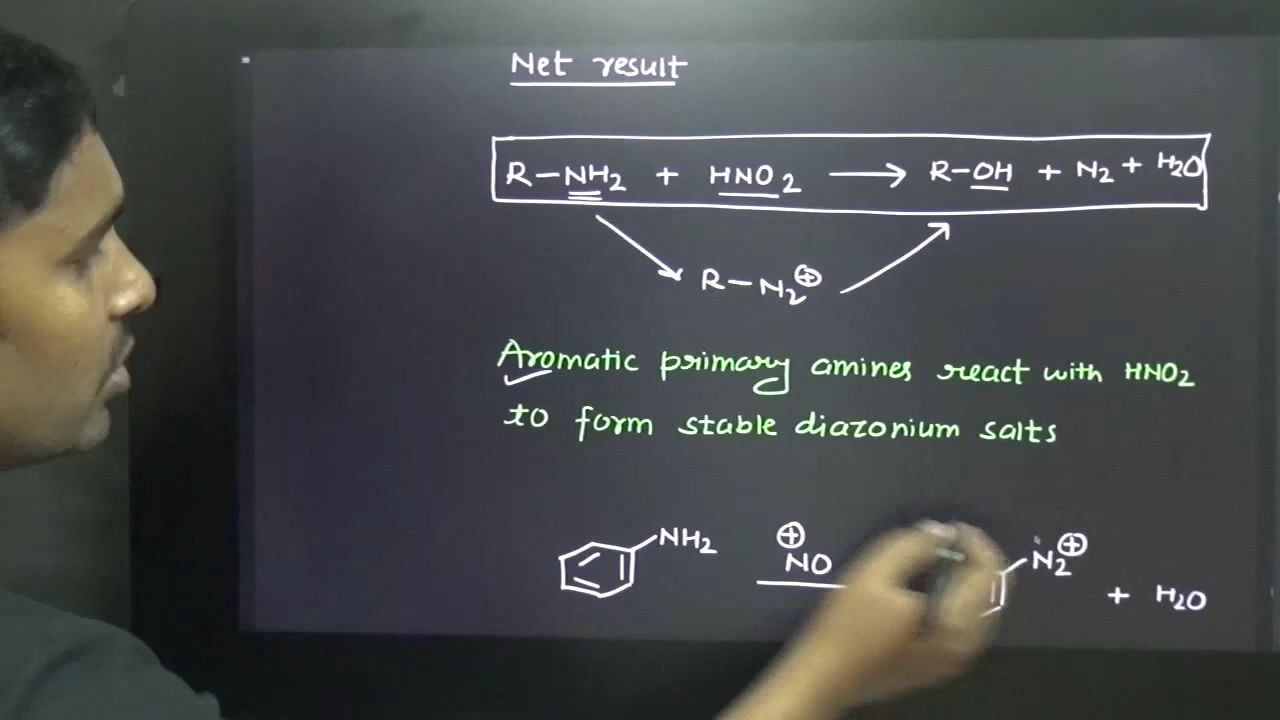 Net result
R-NH2 + HNO2 → R-OH + N2 + H2O
R-N2⊕
Aromatic primary amines react with HNO2
to form stable diazonium salts
NH2 ⊕NO N2⊕ + H2O